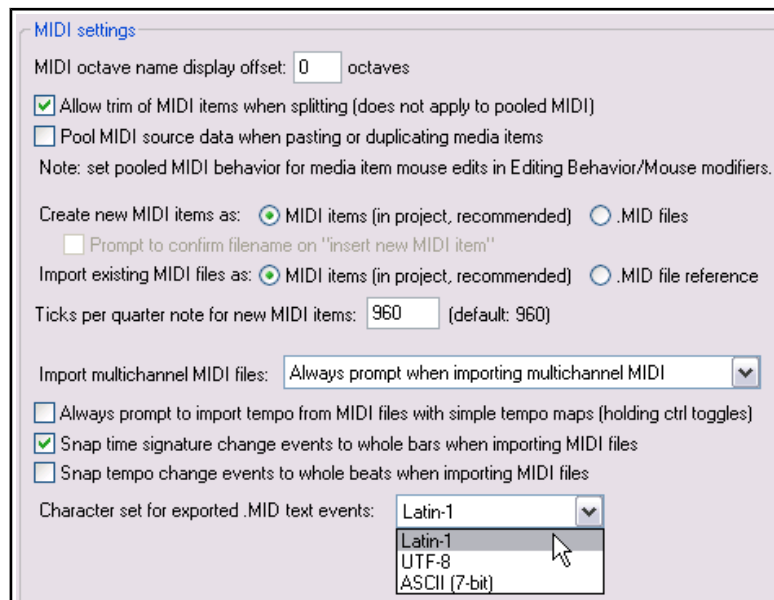 MIDI settings
MIDI octave name display offset: 0 octaves
Allow trim of MIDI items when splitting (does not apply to pooled MIDI)
Pool MIDI source data when pasting or duplicating media items
Note: set pooled MIDI behavior for media item mouse edits in Editing Behavior/Mouse modifiers.
Create new MIDI items as: MIDI items (in project, recommended) .MID files
Prompt to confirm filename on "insert new MIDI item"
Import existing MIDI files as: MIDI items (in project, recommended) .MID file reference
Ticks per quarter note for new MIDI items: 960 (default: 960)
Import multichannel MIDI files: Always prompt when importing multichannel MIDI
Always prompt to import tempo from MIDI files with simple tempo maps (holding ctrl toggles)
Snap time signature change events to whole bars when importing MIDI files
Snap tempo change events to whole beats when importing MIDI files
Character set for exported .MID text events: Latin-1
Latin-1
UTF-8
ASCII (7-bit)